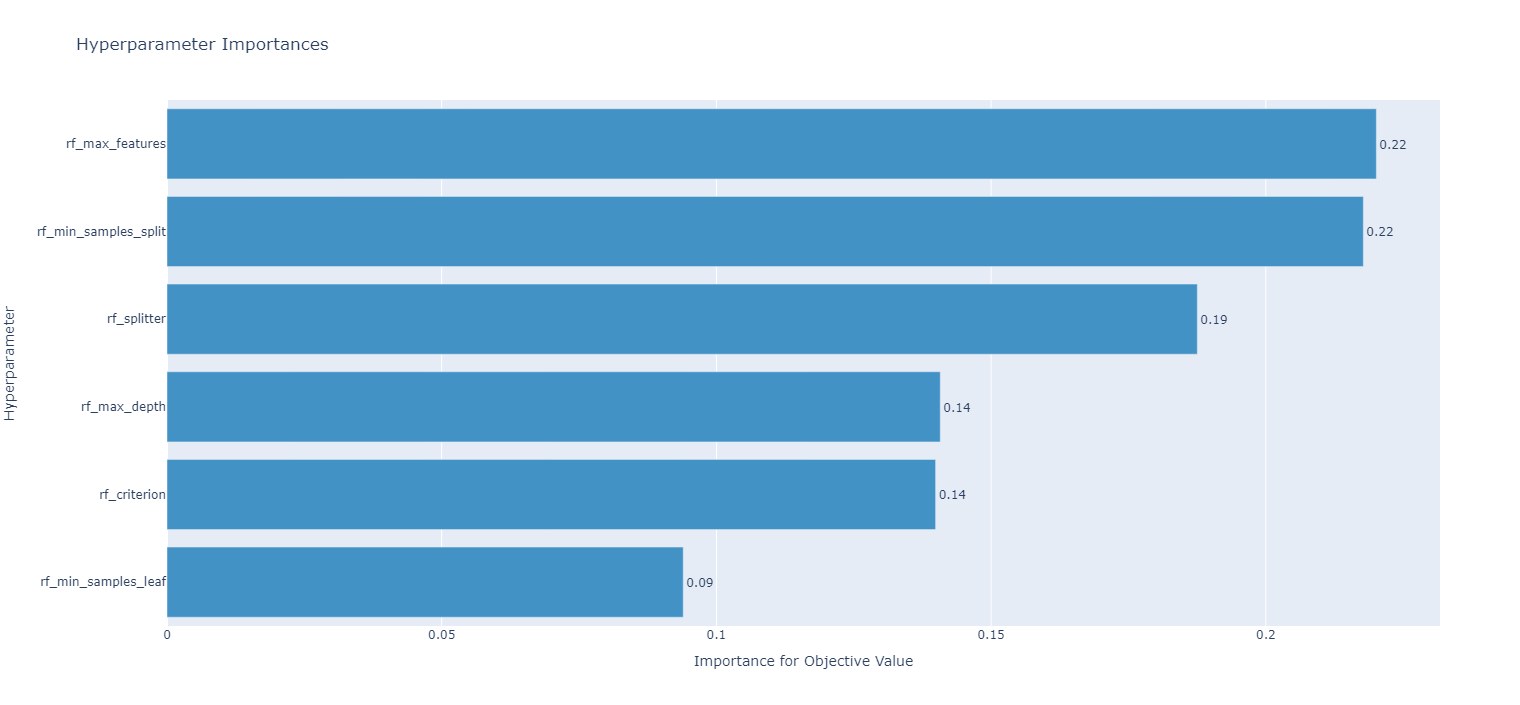 Hyperparameter Importances
Hyperparameter
rf_max_features
0.22
rf_min_samples_split
0.22
rf_splitter
0.19
rf_max_depth
0.14
rf_criterion
0.14
rf_min_samples_leaf
0.09
0 0.05 0.1 0.15 0.2
Importance for Objective Value